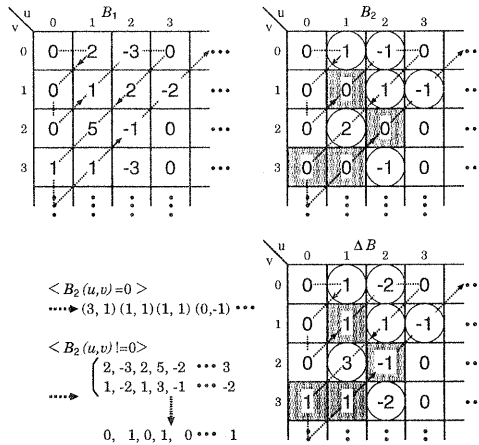 B₁ B₂
u u
v 0 1 2 3 v 0 1 2 3
0 0 2 -3 0 ••• 0 0 1 -1 0 •••
1 0 1 2 -2 ••• 1 0 0 1 -1 •••
2 0 5 -1 0 ••• 2 0 2 0 0 •••
3 1 1 -3 0 ••• 3 0 0 -1 0 •••
ΔB
u
v 0 1 2 3
0 0 1 -2 0 •••
1 0 1 1 -1 •••
2 0 3 -1 0 •••
3 1 1 -2 0 •••
< B₂ (u,v) =0 >
(3, 1) (1, 1) (1, 1) (0,-1) •••
< B₂(u,v) !=0>
2, -3, 2, 5, -2 ••• 3
1, -2, 1, 3, -1 ••• -2
0, 1, 0, 1, 0 ••• 1